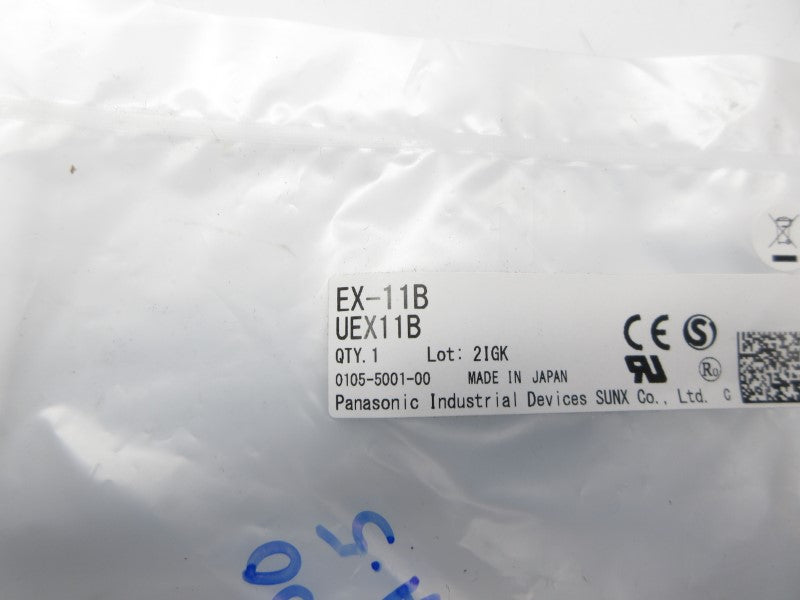 EX-11B
UEX11B
QTY.1 Lot: 2IGK
0105-5001-00 MADE IN JAPAN
Panasonic Industrial Devices SUNX Co., Ltd. C
CE